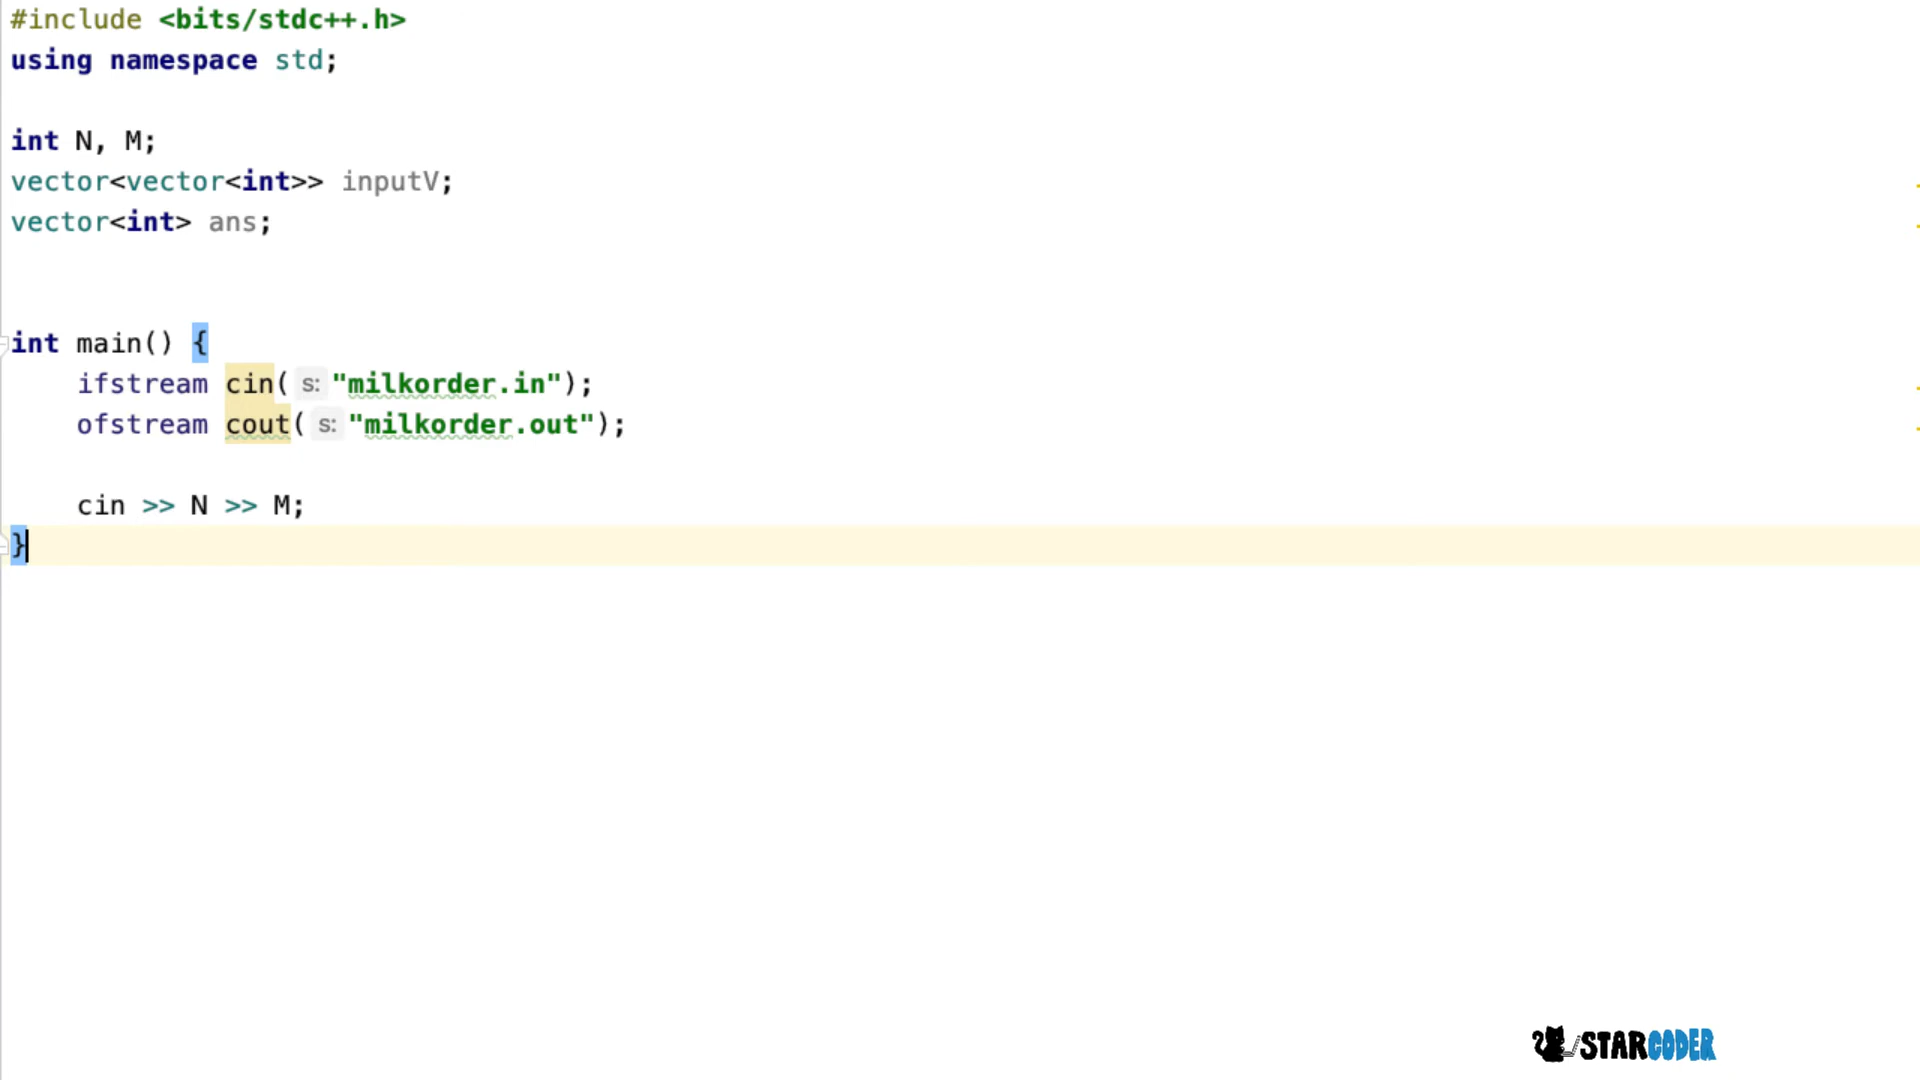 #include <bits/stdc++.h>
using namespace std;
int N, M;
vector<vector<int>> inputV;
vector<int> ans;
int main() {
    ifstream cin( s: "milkorder.in");
    ofstream cout( s: "milkorder.out");
    cin >> N >> M;
}
STARCODER